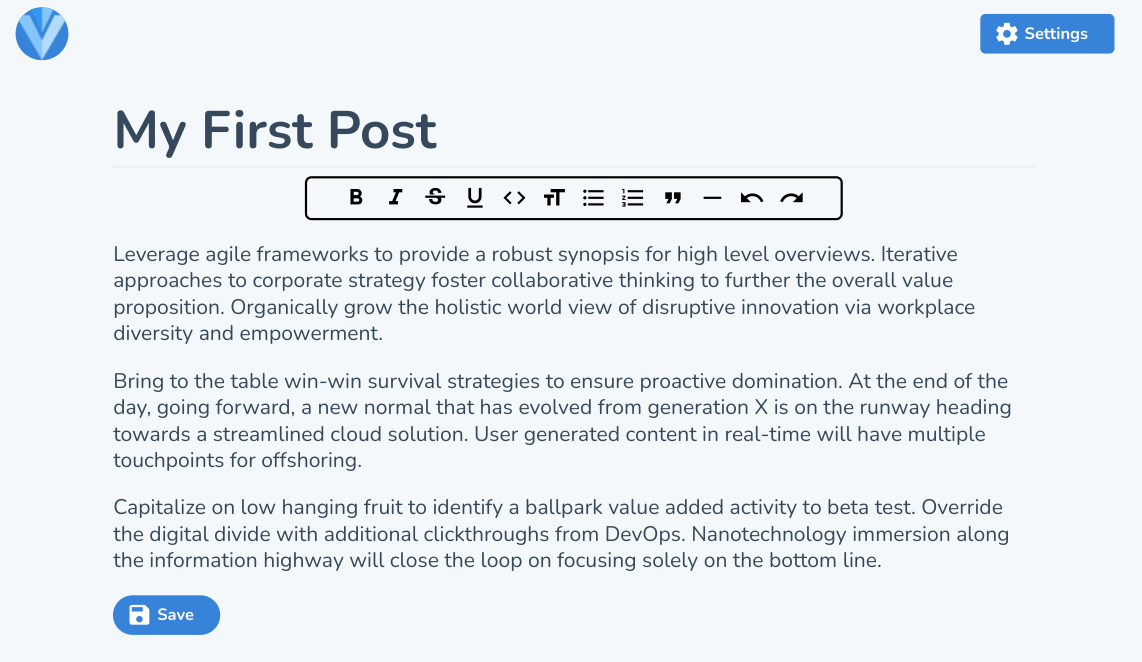 Settings
My First Post
Leverage agile frameworks to provide a robust synopsis for high level overviews. Iterative
approaches to corporate strategy foster collaborative thinking to further the overall value
proposition. Organically grow the holistic world view of disruptive innovation via workplace
diversity and empowerment.
Bring to the table win-win survival strategies to ensure proactive domination. At the end of the
day, going forward, a new normal that has evolved from generation X is on the runway heading
towards a streamlined cloud solution. User generated content in real-time will have multiple
touchpoints for offshoring.
Capitalize on low hanging fruit to identify a ballpark value added activity to beta test. Override
the digital divide with additional clickthroughs from DevOps. Nanotechnology immersion along
the information highway will close the loop on focusing solely on the bottom line.
Save